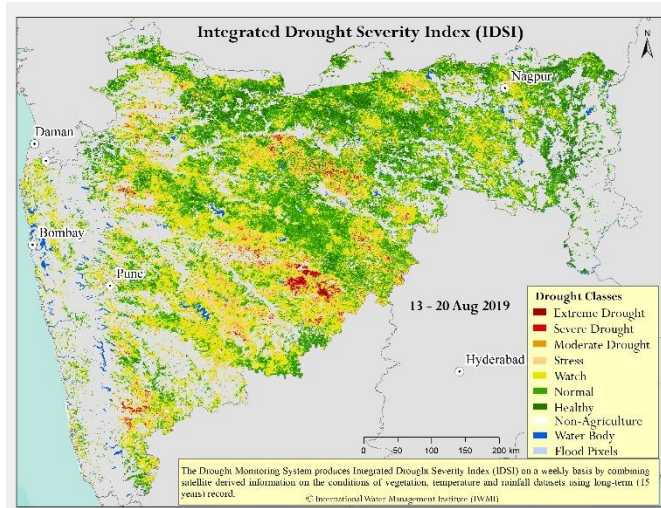 Integrated Drought Severity Index (IDSI)
N
Nagpur
Daman
Bombay
Pune
13 - 20 Aug 2019
Hyderabad
Drought Classes
Extreme Drought
Severe Drought
Moderate Drought
Stress
Watch
Normal
Healthy
Non-Agriculture
Water Body
Flood Pixels
0 50 100 200 km
The Drought Monitoring System produces Integrated Drought Severity Index (IDSI) on a weekly basis by combining
satellite derived information on the conditions of vegetation, temperature and rainfall datasets using long-term (15
years) record.
© International Water Management Institute (IWMI)